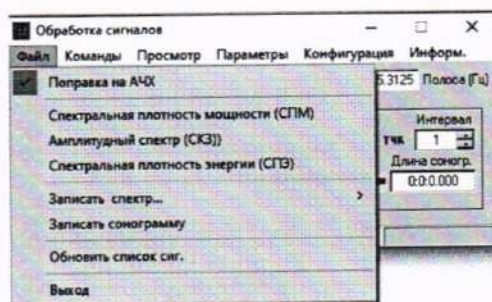 Обработка сигналов
Файл Команды Просмотр Параметры Конфигурация Информ.
Поправка на АЧХ
5.3125 Полоса [Гц]
Спектральная плотность мощности (СПМ)
Амплитудный спектр (СКЗ))
Спектральная плотность энергии (СПЭ)
Интервал
тчк 1
Длина соногр.
0:0:0.000
Записать спектр...
Записать сонограмму
Обновить список сиг.
Выход